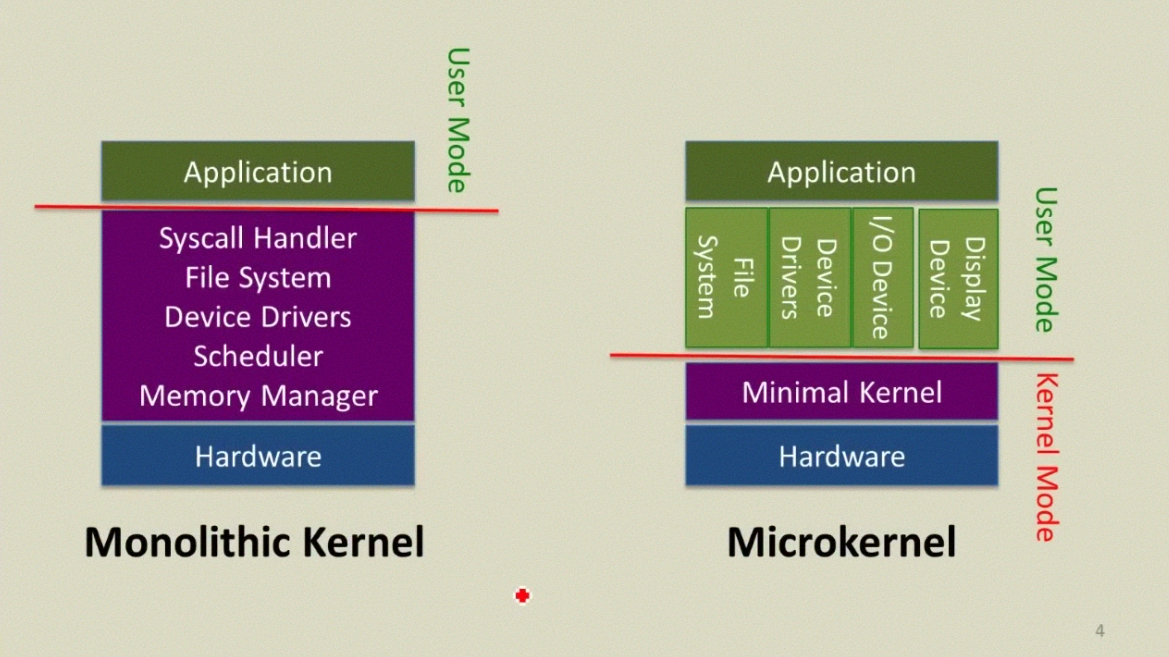 User Mode
Application
Syscall Handler
File System
Device Drivers
Scheduler
Memory Manager
Hardware
Monolithic Kernel
Application
File
System
Device
Drivers
I/O Device
Display
Device
User Mode
Minimal Kernel
Hardware
Kernel Mode
Microkernel
4